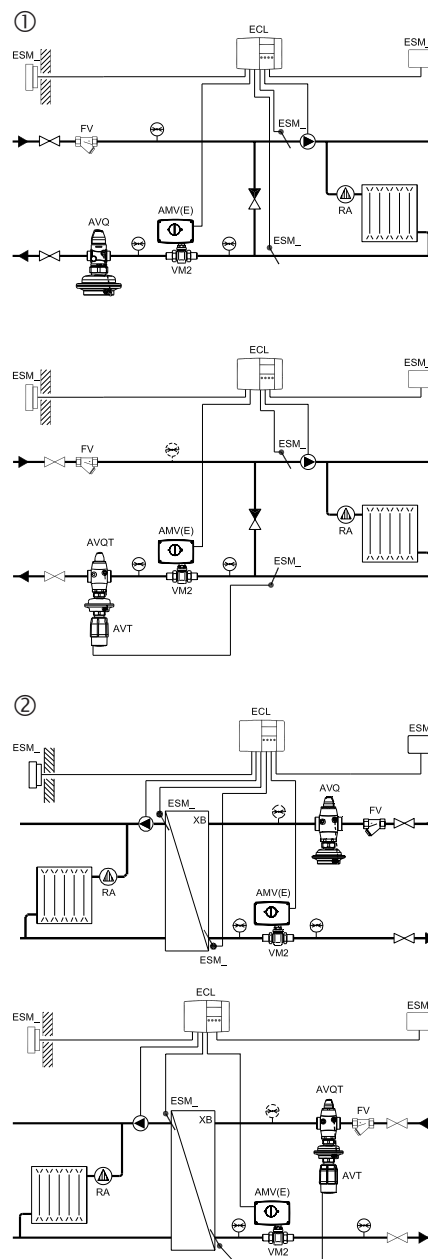 ①
ECL
ESM_
ESM_
ESM_
FV
RA
AVQ
AMV(E)
ESM_
VM2
ECL
ESM_
ESM_
ESM_
FV
RA
AVQT
AMV(E)
ESM_
VM2
AVT
②
ECL
ESM
ESM_
ESM_
AVQ
FV
XB
RA
AMV(E)
VM2
ESM_
ECL
ESM_
ESM
ESM_
AVQT
FV
XB
AVT
RA
AMV(E)
VM2